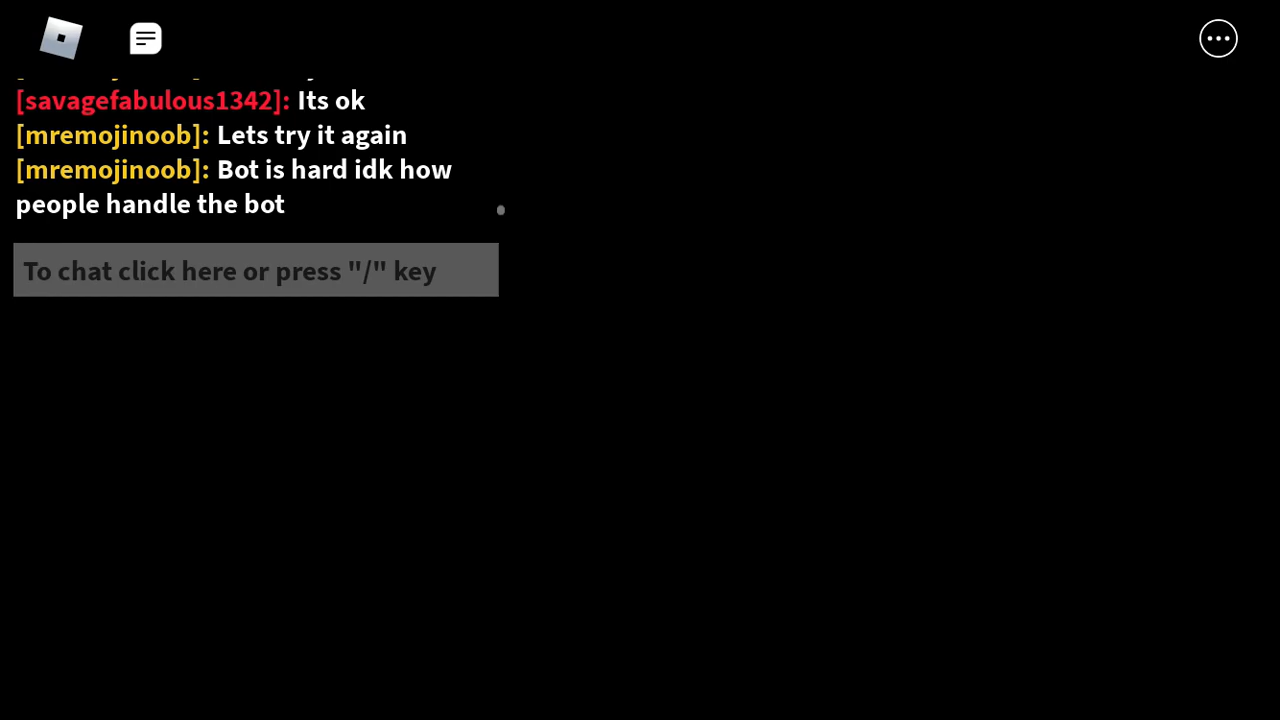 [savagefabulous1342]: Its ok
[mremojinoob]: Lets try it again
[mremojinoob]: Bot is hard idk how
people handle the bot
To chat click here or press "/" key